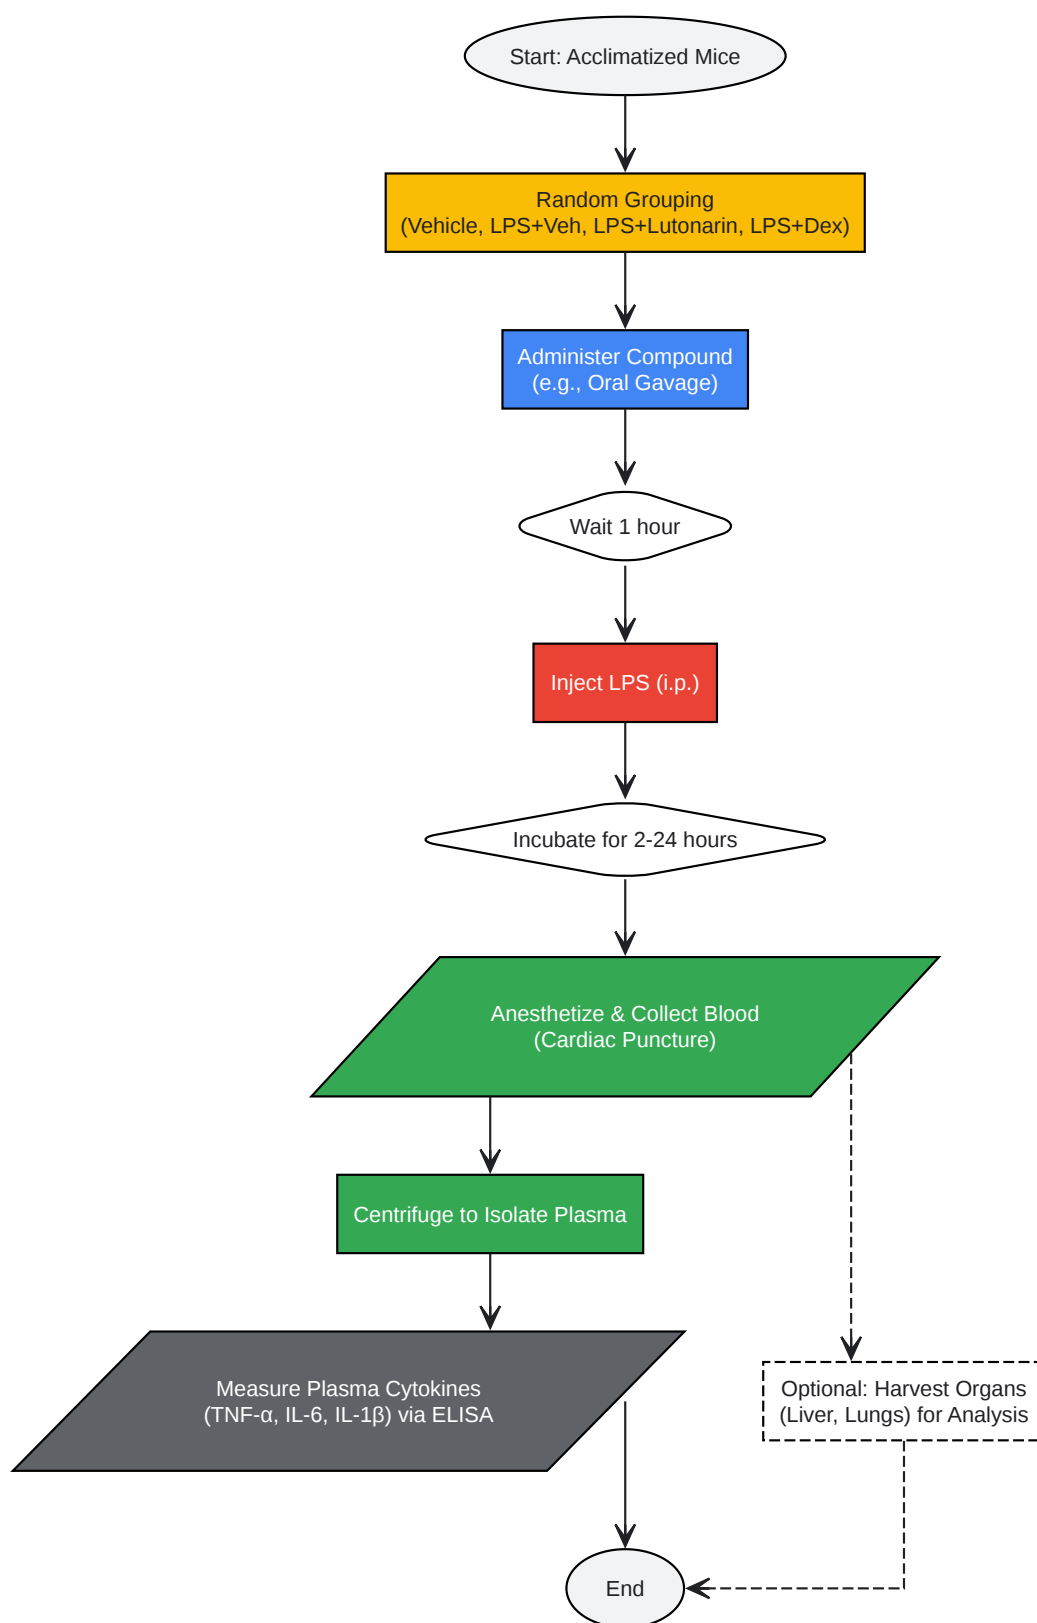 Start: Acclimatized Mice
Random Grouping
(Vehicle, LPS+Veh, LPS+Lutonarin, LPS+Dex)
Administer Compound
(e.g., Oral Gavage)
Wait 1 hour
Inject LPS (i.p.)
Incubate for 2-24 hours
Anesthetize & Collect Blood
(Cardiac Puncture)
Centrifuge to Isolate Plasma
Measure Plasma Cytokines
(TNF-α, IL-6, IL-1β) via ELISA
Optional: Harvest Organs
(Liver, Lungs) for Analysis
End